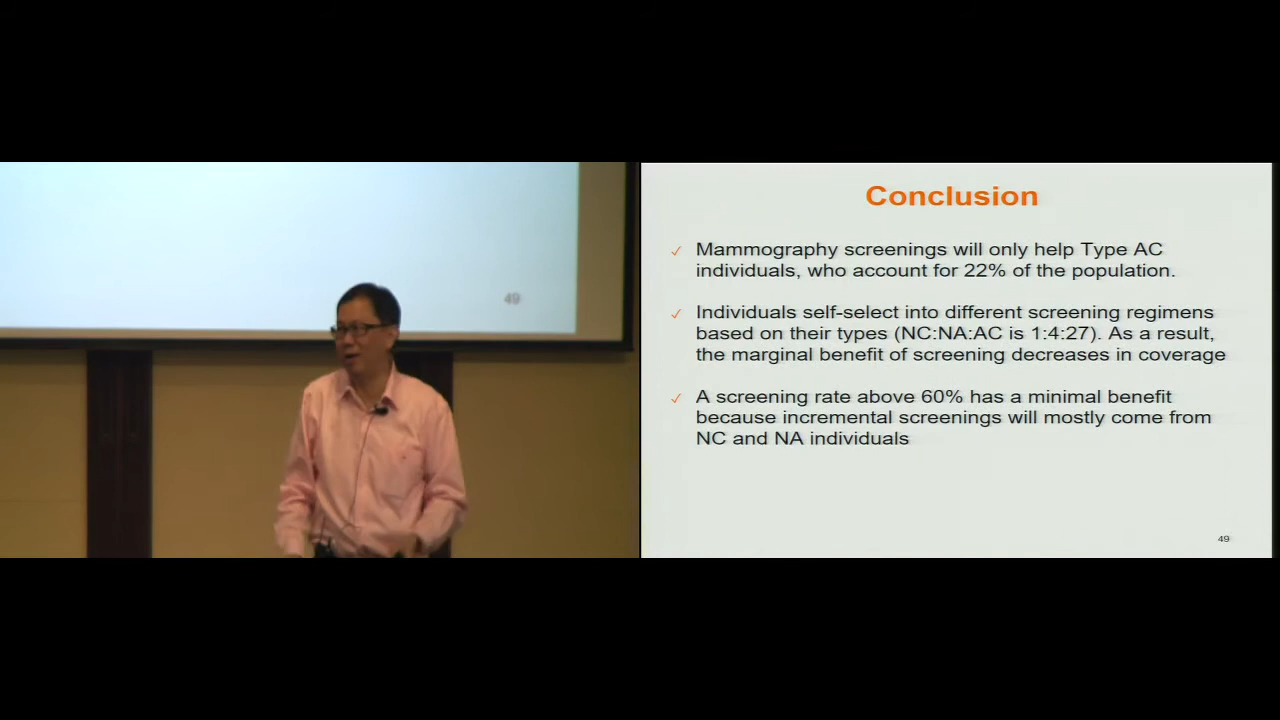 49
Conclusion
✓ Mammography screenings will only help Type AC
individuals, who account for 22% of the population.
✓ Individuals self-select into different screening regimens
based on their types (NC:NA:AC is 1:4:27). As a result,
the marginal benefit of screening decreases in coverage
✓ A screening rate above 60% has a minimal benefit
because incremental screenings will mostly come from
NC and NA individuals
49